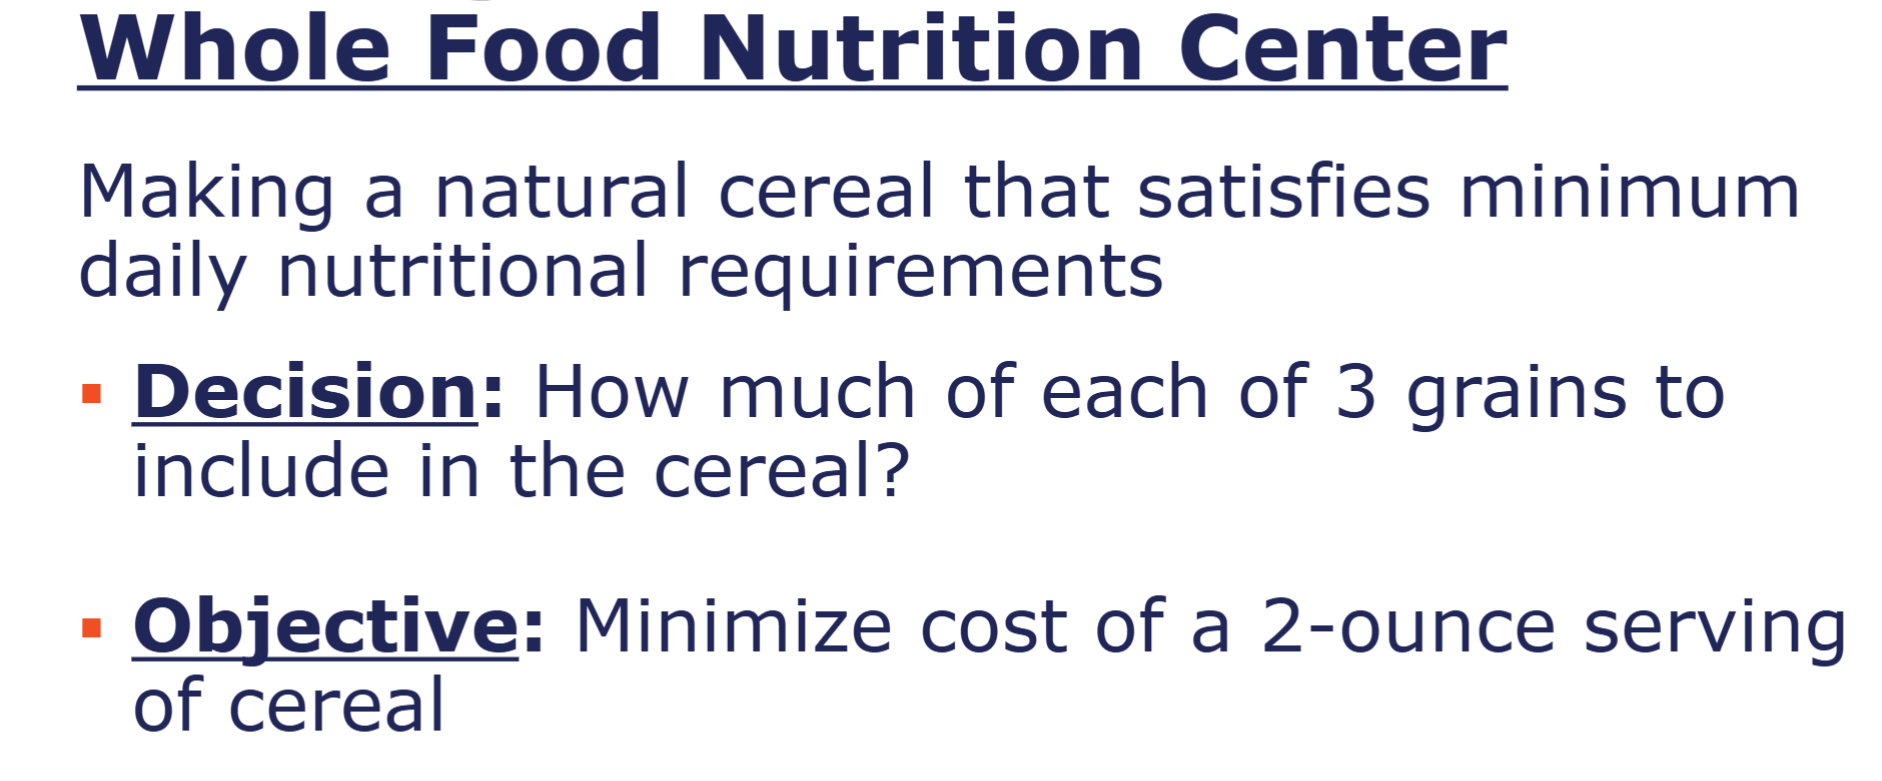 Whole Food Nutrition Center
Making a natural cereal that satisfies minimum
daily nutritional requirements
▪ Decision: How much of each of 3 grains to
include in the cereal?
▪ Objective: Minimize cost of a 2-ounce serving
of cereal